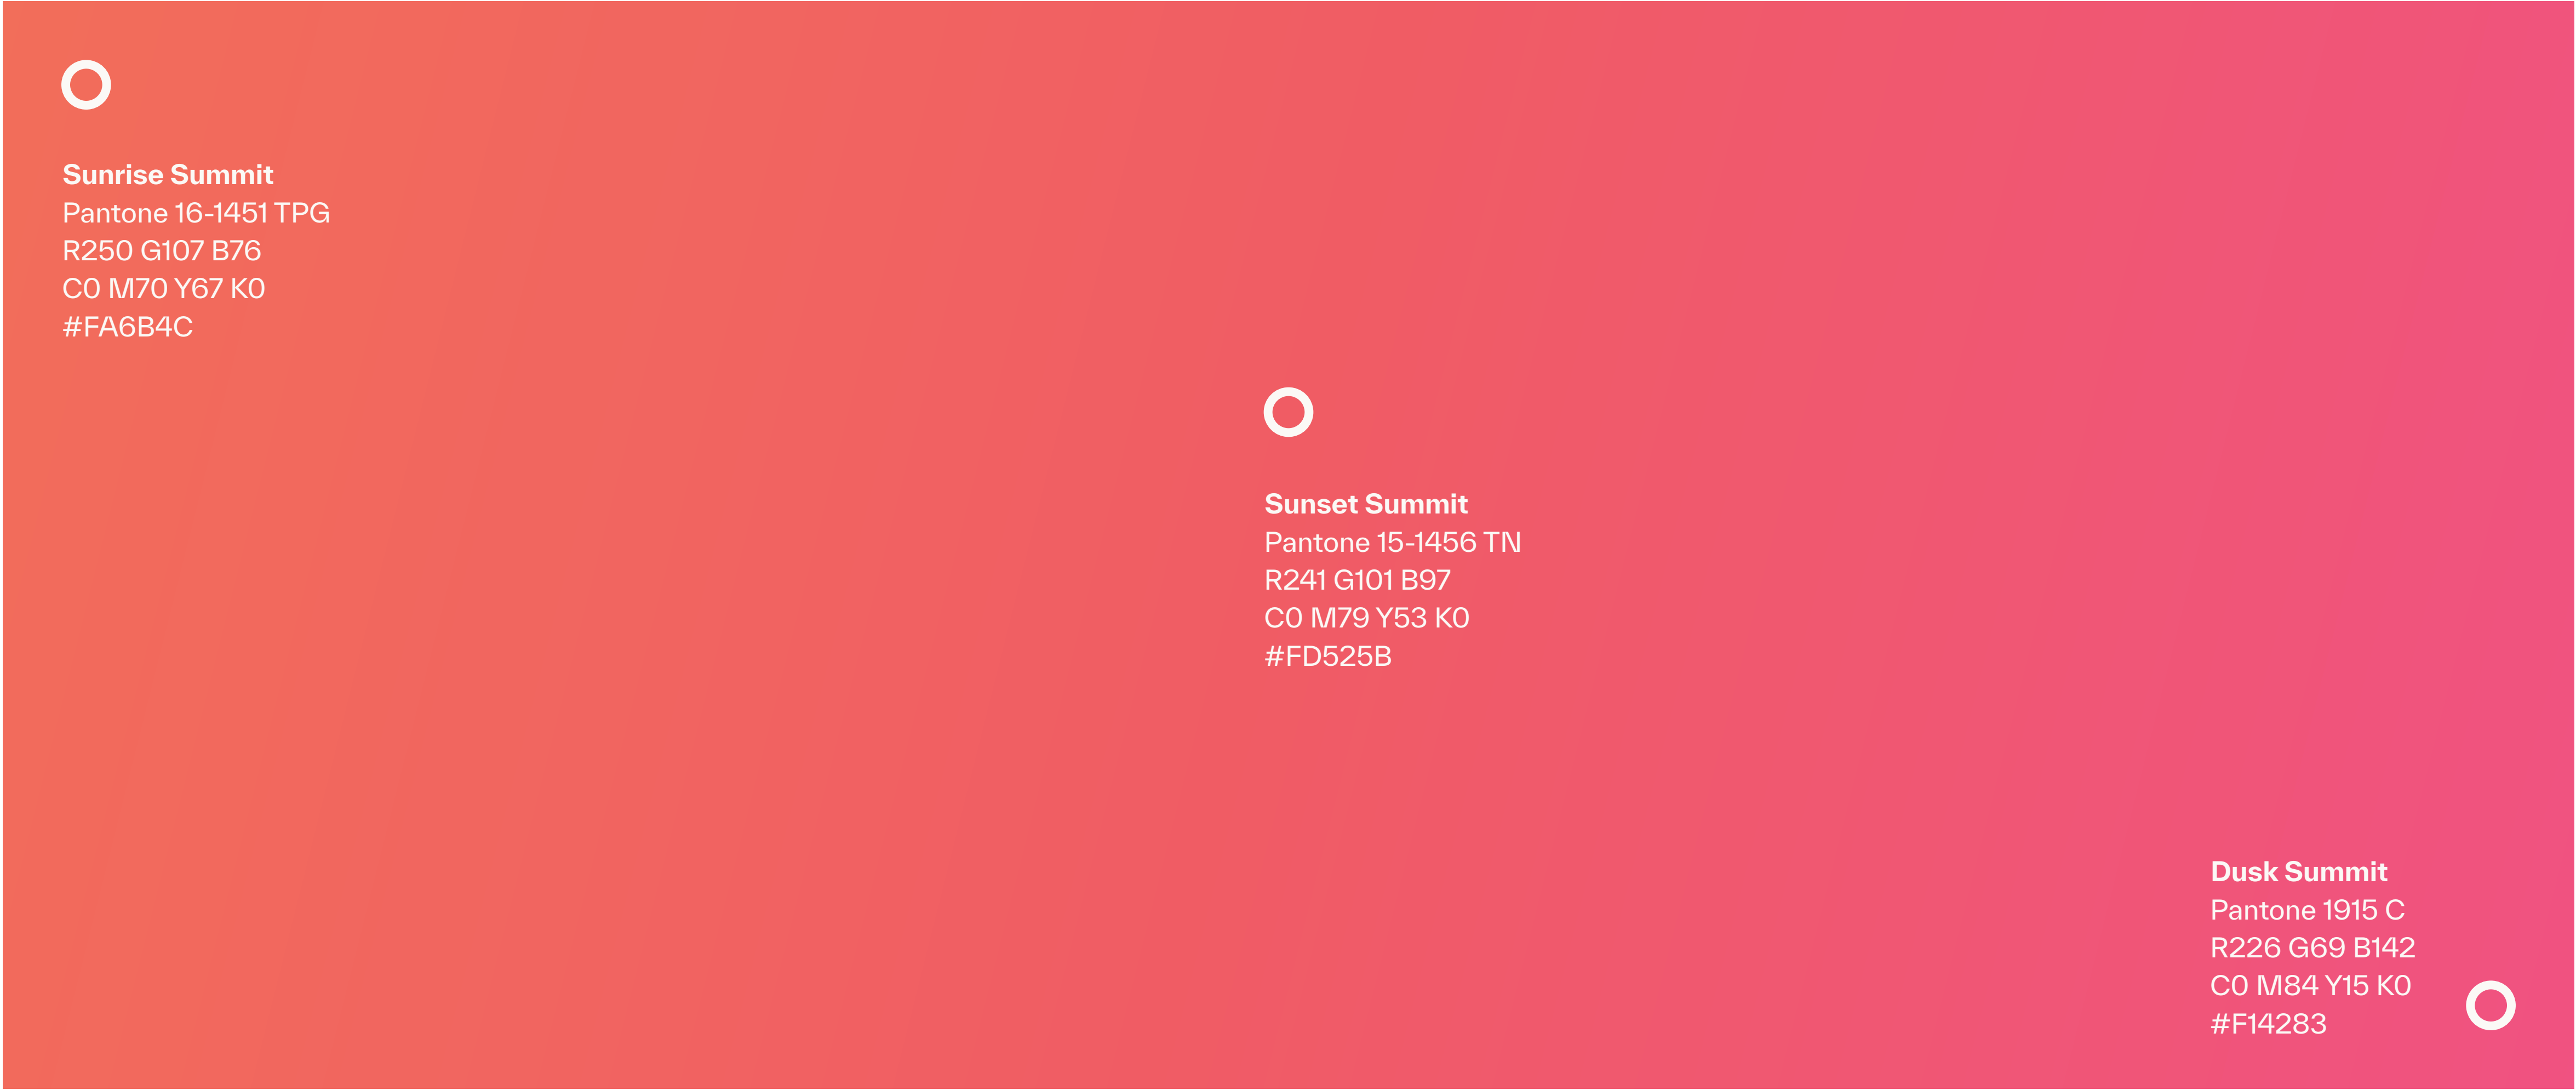 Sunrise Summit
Pantone 16-1451 TPG
R250 G107 B76
C0 M70 Y67 K0
#FA6B4C
Sunset Summit
Pantone 15-1456 TN
R241 G101 B97
C0 M79 Y53 K0
#FD525B
Dusk Summit
Pantone 1915 C
R226 G69 B142
C0 M84 Y15 K0
#F14283